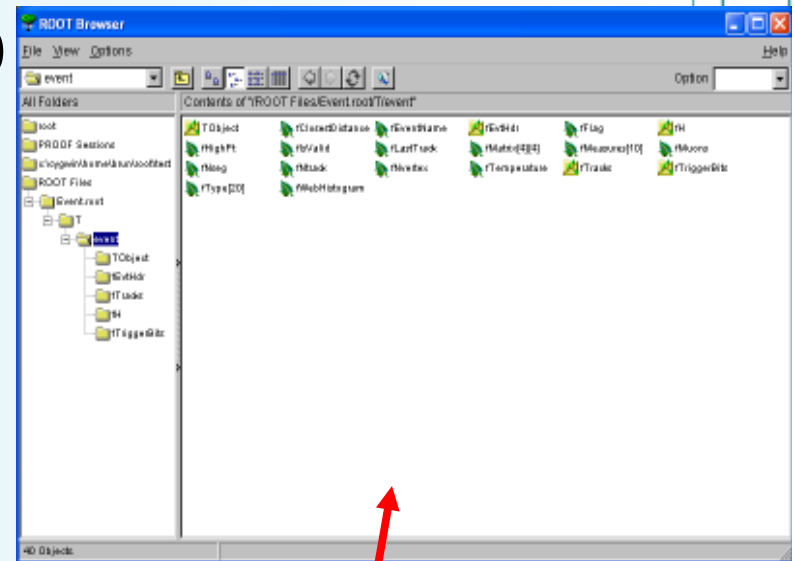 )
ROOT Browser
File View Options Help
event Option
All Folders Contents of "/ROOT Files/Event.root/T/event"
root
PROOF Sessions
ROOT Files
Event.root
T
event
TObject
fEvtHdr
fTracks
fH
fTriggerBits
TObject fClosestDistance fEventName fEvtHdr fFlag fH
fHighPt fIsValid fLastTrack fMatrix[4][4] fMeasures[10] fMuons
fNseg fNtrack fNvertex fTemperature fTracks fTriggerBits
fType[20] fWebHistogram
40 Objects.